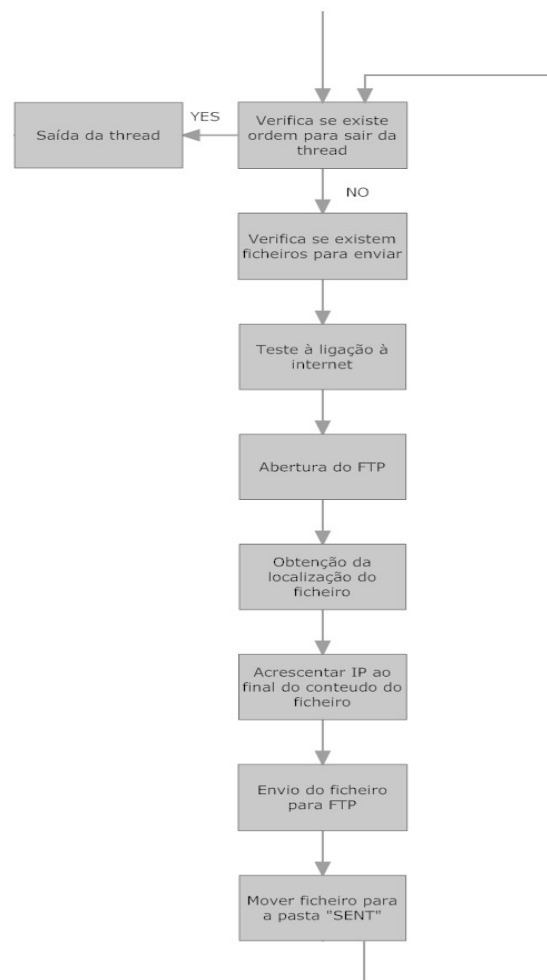 YES
Saída da thread
Verifica se existe
ordem para sair da
thread
NO
Verifica se existem
ficheiros para enviar
Teste à ligação à
internet
Abertura do FTP
Obtenção da
localização do
ficheiro
Acrescentar IP ao
final do conteudo do
ficheiro
Envio do ficheiro
para FTP
Mover ficheiro para
a pasta "SENT"